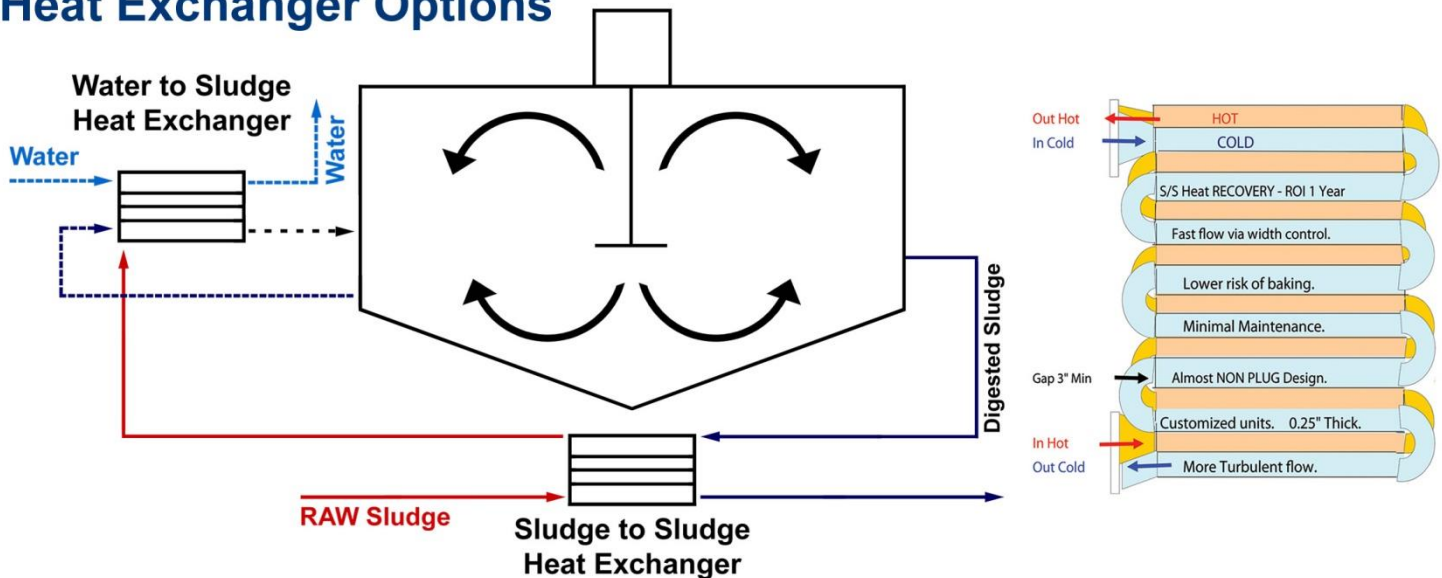 Heat Exchanger Options
Water to Sludge
Heat Exchanger
Water
Water
Digested Sludge
RAW Sludge
Sludge to Sludge
Heat Exchanger
Out Hot
HOT
In Cold
COLD
S/S Heat RECOVERY - ROI 1 Year
Fast flow via width control.
Lower risk of baking.
Minimal Maintenance.
Gap 3" Min
Almost NON PLUG Design.
Customized units. 0.25" Thick.
In Hot
Out Cold
More Turbulent flow.